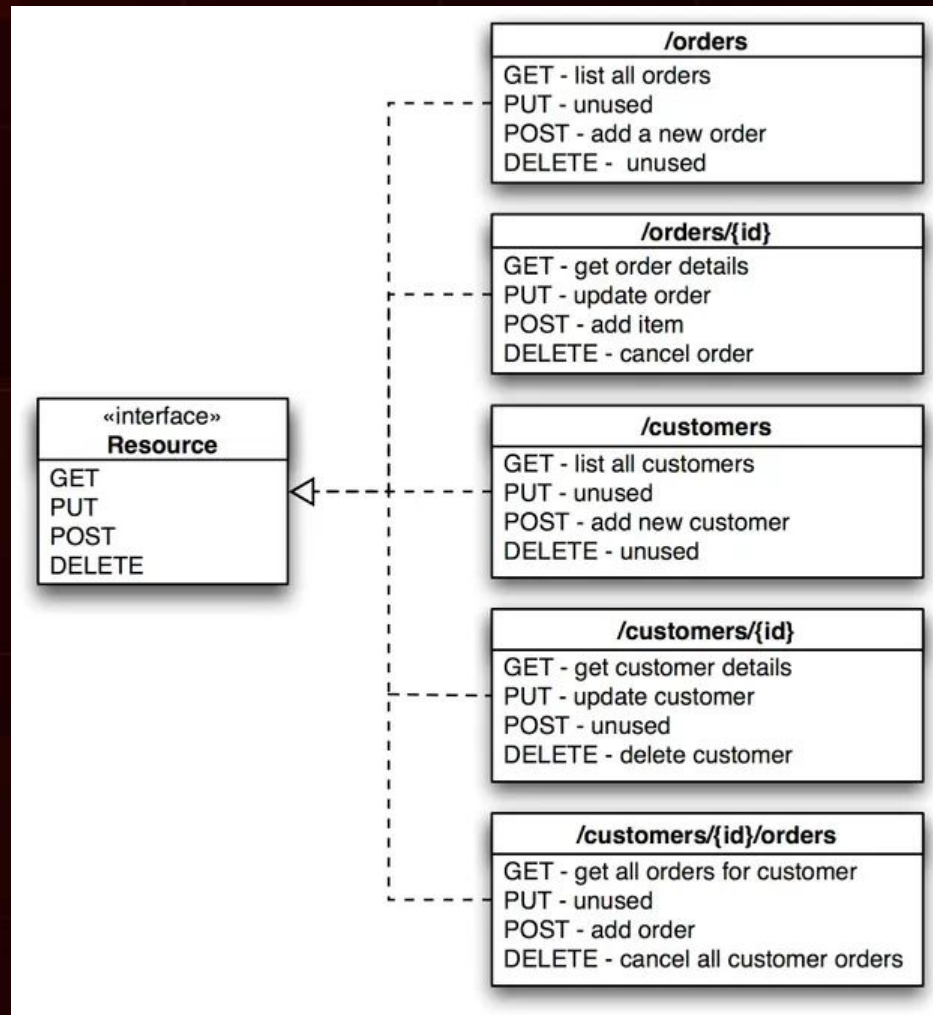 /orders
GET - list all orders
PUT - unused
POST - add a new order
DELETE -  unused
/orders/{id}
GET - get order details
PUT - update order
POST - add item
DELETE - cancel order
«interface»
Resource
GET
PUT
POST
DELETE
/customers
GET - list all customers
PUT - unused
POST - add new customer
DELETE - unused
/customers/{id}
GET - get customer details
PUT - update customer
POST - unused
DELETE - delete customer
/customers/{id}/orders
GET - get all orders for customer
PUT - unused
POST - add order
DELETE - cancel all customer orders